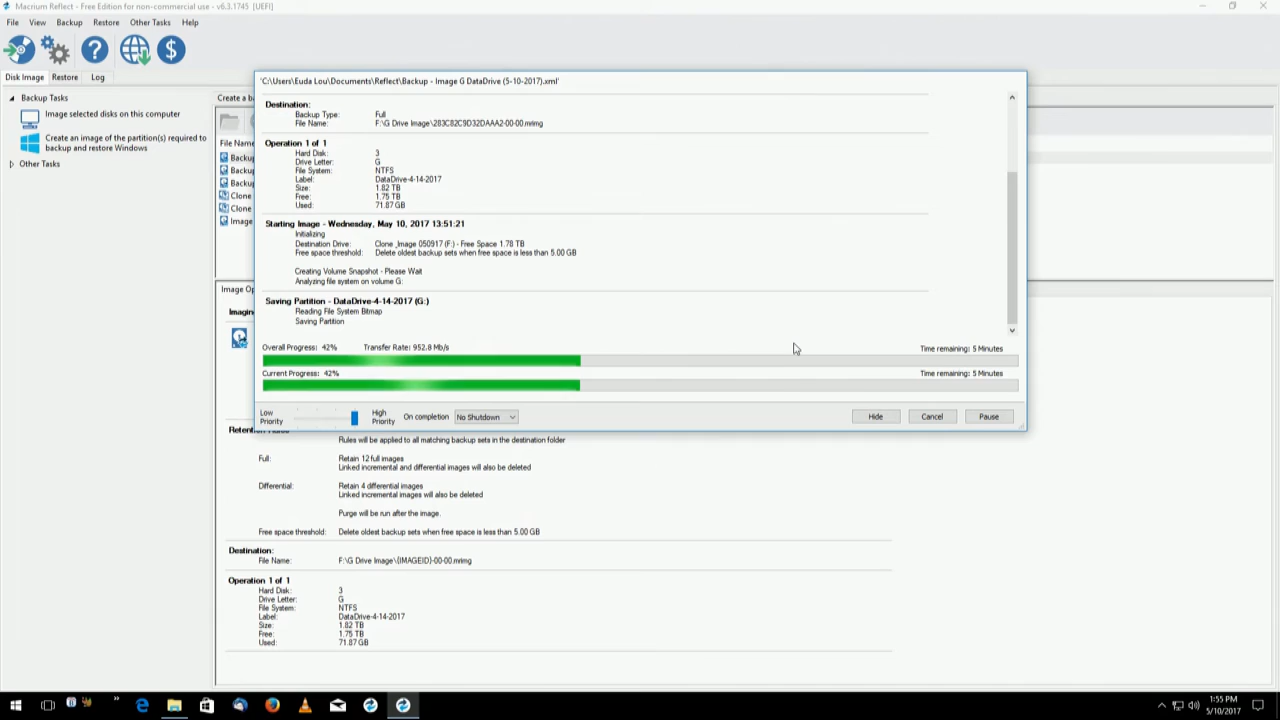 Macrium Reflect - Free Edition for non-commercial use - v6.3.1745 [UEFI]
File View Backup Restore Other Tasks Help
Disk Image Restore Log
Backup Tasks
Image selected disks on this computer
Create an image of the partition(s) required to
backup and restore Windows
Other Tasks
Create a ba
File Name
Backup
Backup
Backup
Clone
Clone
Image
Image Op
Imagin
'C:\Users\Euda Lou\Documents\Reflect\Backup - Image G DataDrive (5-10-2017).xml'
Destination:
Backup Type: Full
File Name: F:\G Drive Image\283C82C9D32DAAA2-00-00.mrimg
Operation 1 of 1
Hard Disk: 3
Drive Letter: G
File System: NTFS
Label: DataDrive-4-14-2017
Size: 1.82 TB
Free: 1.75 TB
Used: 71.87 GB
Starting Image - Wednesday, May 10, 2017 13:51:21
Initializing
Destination Drive: Clone _Image 050917 (F:) - Free Space 1.78 TB
Free space threshold: Delete oldest backup sets when free space is less than 5.00 GB
Creating Volume Snapshot - Please Wait
Analyzing file system on volume G:
Saving Partition - DataDrive-4-14-2017 (G:)
Reading File System Bitmap
Saving Partition
Overall Progress: 42% Transfer Rate: 952.8 Mb/s Time remaining: 5 Minutes
Current Progress: 42% Time remaining: 5 Minutes
Low Priority High Priority On completion No Shutdown Hide Cancel Pause
Rules will be applied to all matching backup sets in the destination folder
Full: Retain 12 full images
Linked incremental and differential images will also be deleted
Differential: Retain 4 differential images
Linked incremental images will also be deleted
Purge will be run after the image.
Free space threshold: Delete oldest backup sets when free space is less than 5.00 GB
Destination:
File Name: F:\G Drive Image\{IMAGEID}-00-00.mrimg
Operation 1 of 1
Hard Disk: 3
Drive Letter: G
File System: NTFS
Label: DataDrive-4-14-2017
Size: 1.82 TB
Free: 1.75 TB
Used: 71.87 GB
1:55 PM
5/10/2017